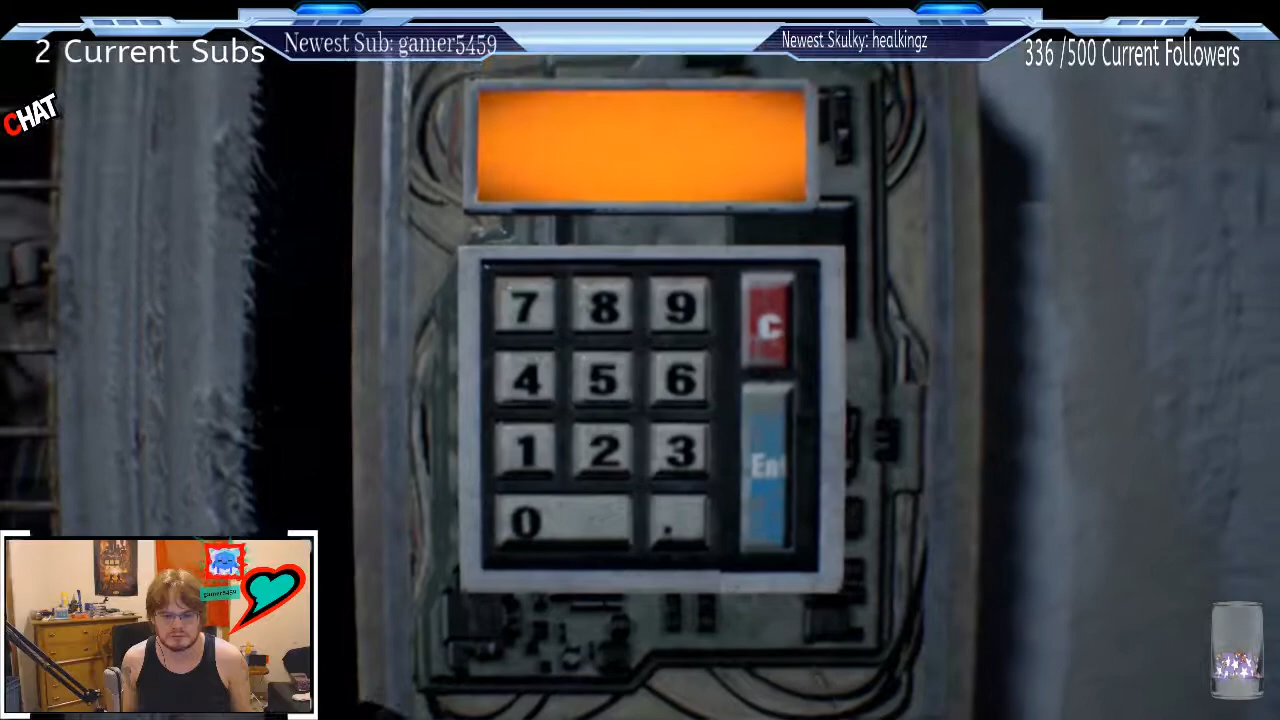 2 Current Subs
Newest Sub: gamer5459
Newest Skulky: healkingz
336 /500 Current Followers
CHAT
7 8 9 C
4 5 6
1 2 3 Ent
0 .
gamer5459